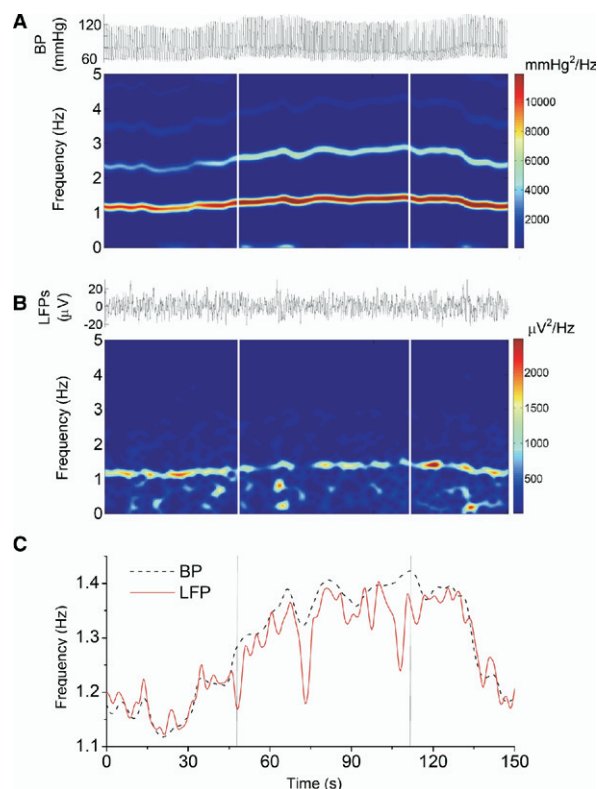 A
BP
(mmHg)
120
60
mmHg²/Hz
5
4
3
2
1
0
Frequency (Hz)
10000
8000
6000
4000
2000
B
LFPs
(µV)
20
0
-20
µV²/Hz
5
4
3
2
1
0
Frequency (Hz)
2000
1500
1000
500
C
BP
LFP
1.4
1.3
1.2
1.1
Frequency (Hz)
0 30 60 90 120 150
Time (s)